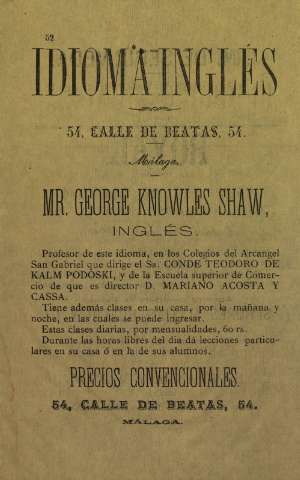 52
IDIOMA INGLÉS
54, CALLE DE BEATAS, 54.
Málaga.
MR. GEORGE KNOWLES SHAW,
INGLÉS.
Profesor de este idioma, en los Colegios del Arcangel
San Gabriel que dirige el Sr. CONDE TEODORO DE
KALM PODOSKI, y de la Escuela superior de Comer-
cio de que es director D. MARIANO ACOSTA Y
CASSA.
Tiene además clases en su casa, por la mañana y
noche, en las cuales se puede ingresar.
Estas clases diarias, por mensualidades, 60 rs.
Durante las horas libres del dia dá lecciones particu-
lares en su casa ó en la de sus alumnos.
PRECIOS CONVENCIONALES.
54, CALLE DE BEATAS, 54.
MÁLAGA.